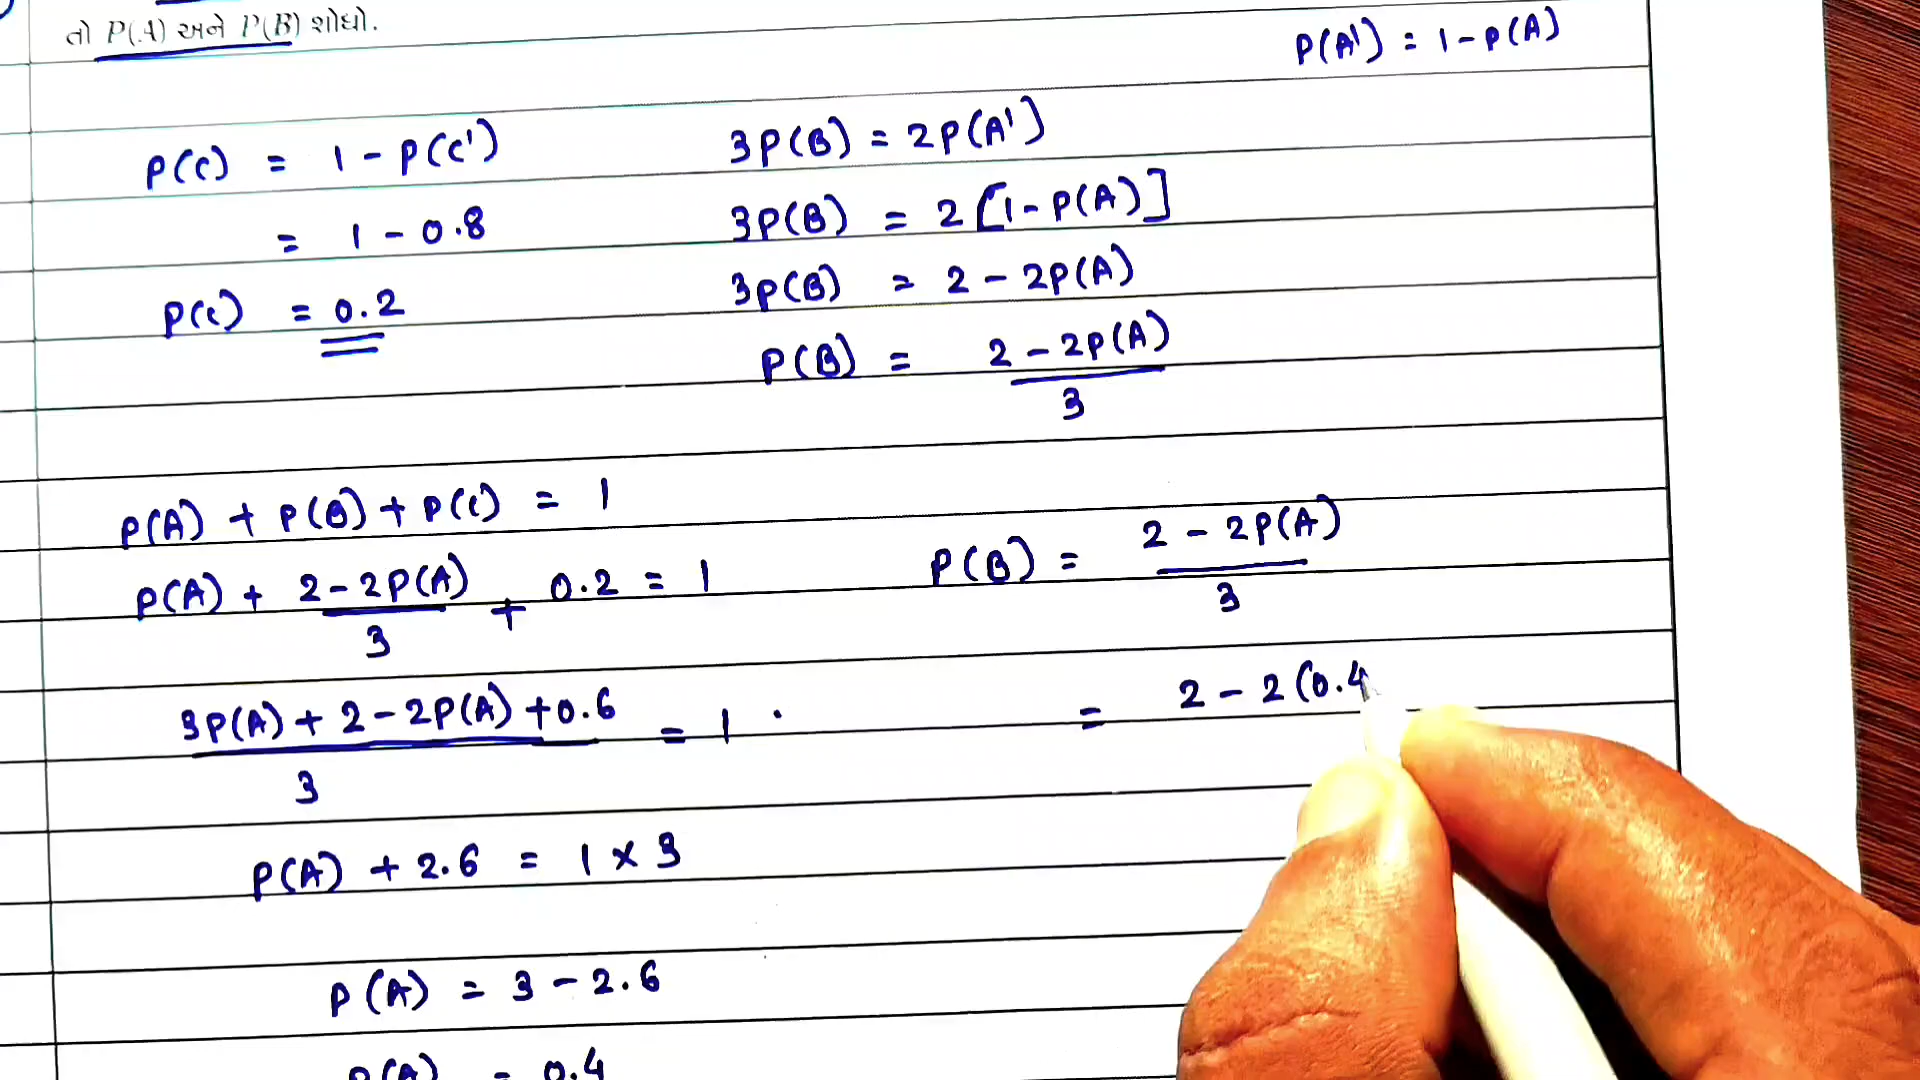 તો P(A) અને P(B) શોધો.
P(A') = 1 - P(A)
P(C) = 1 - P(C')
= 1 - 0.8
P(C) = 0.2
3P(B) = 2P(A')
3P(B) = 2[1 - P(A)]
3P(B) = 2 - 2P(A)
P(B) = 2 - 2P(A)
3
P(A) + P(B) + P(C) = 1
P(A) + 2 - 2P(A) + 0.2 = 1
3
3P(A) + 2 - 2P(A) + 0.6 = 1
3
P(A) + 2.6 = 1 × 3
P(A) = 3 - 2.6
P(A) = 0.4
P(B) = 2 - 2P(A)
3
= 2 - 2(0.4